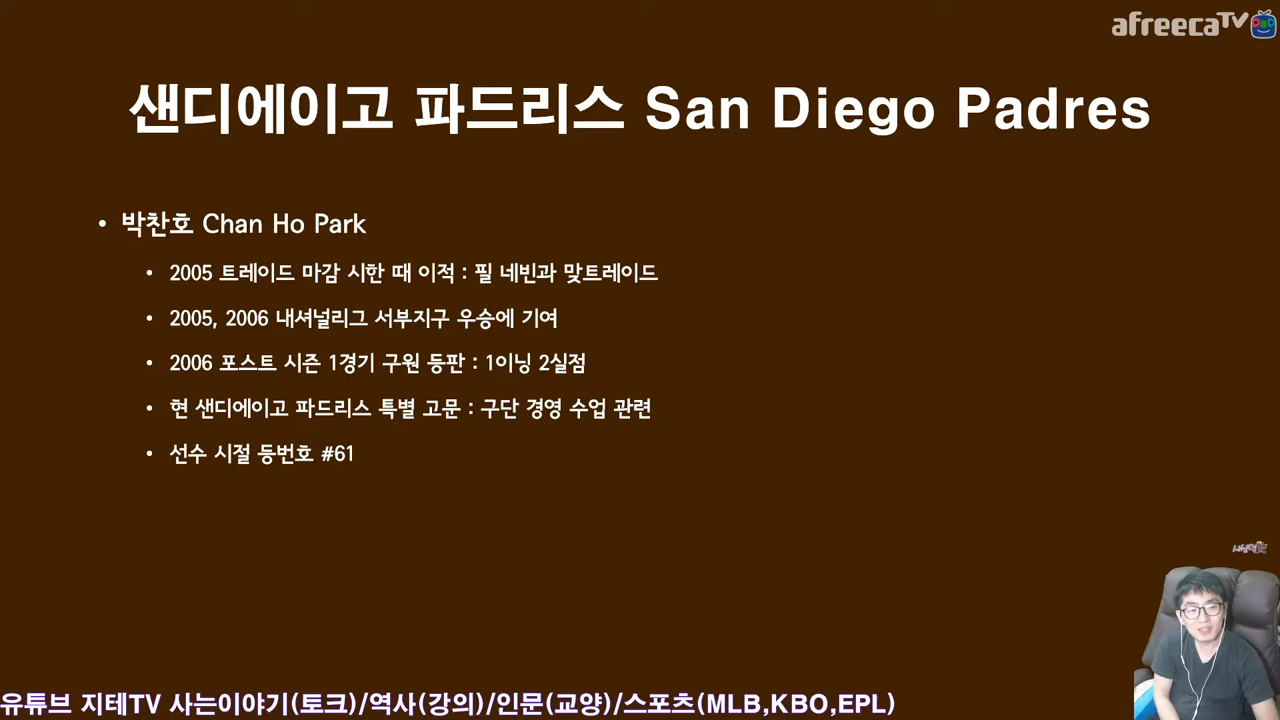 afreecaTV
샌디에이고 파드리스 San Diego Padres
• 박찬호 Chan Ho Park
• 2005 트레이드 마감 시한 때 이적 : 필 네빈과 맞트레이드
• 2005, 2006 내셔널리그 서부지구 우승에 기여
• 2006 포스트 시즌 1경기 구원 등판 : 1이닝 2실점
• 현 샌디에이고 파드리스 특별 고문 : 구단 경영 수업 관련
• 선수 시절 등번호 #61
유튜브 지테TV 사는이야기(토크)/역사(강의)/인문(교양)/스포츠(MLB,KBO,EPL)